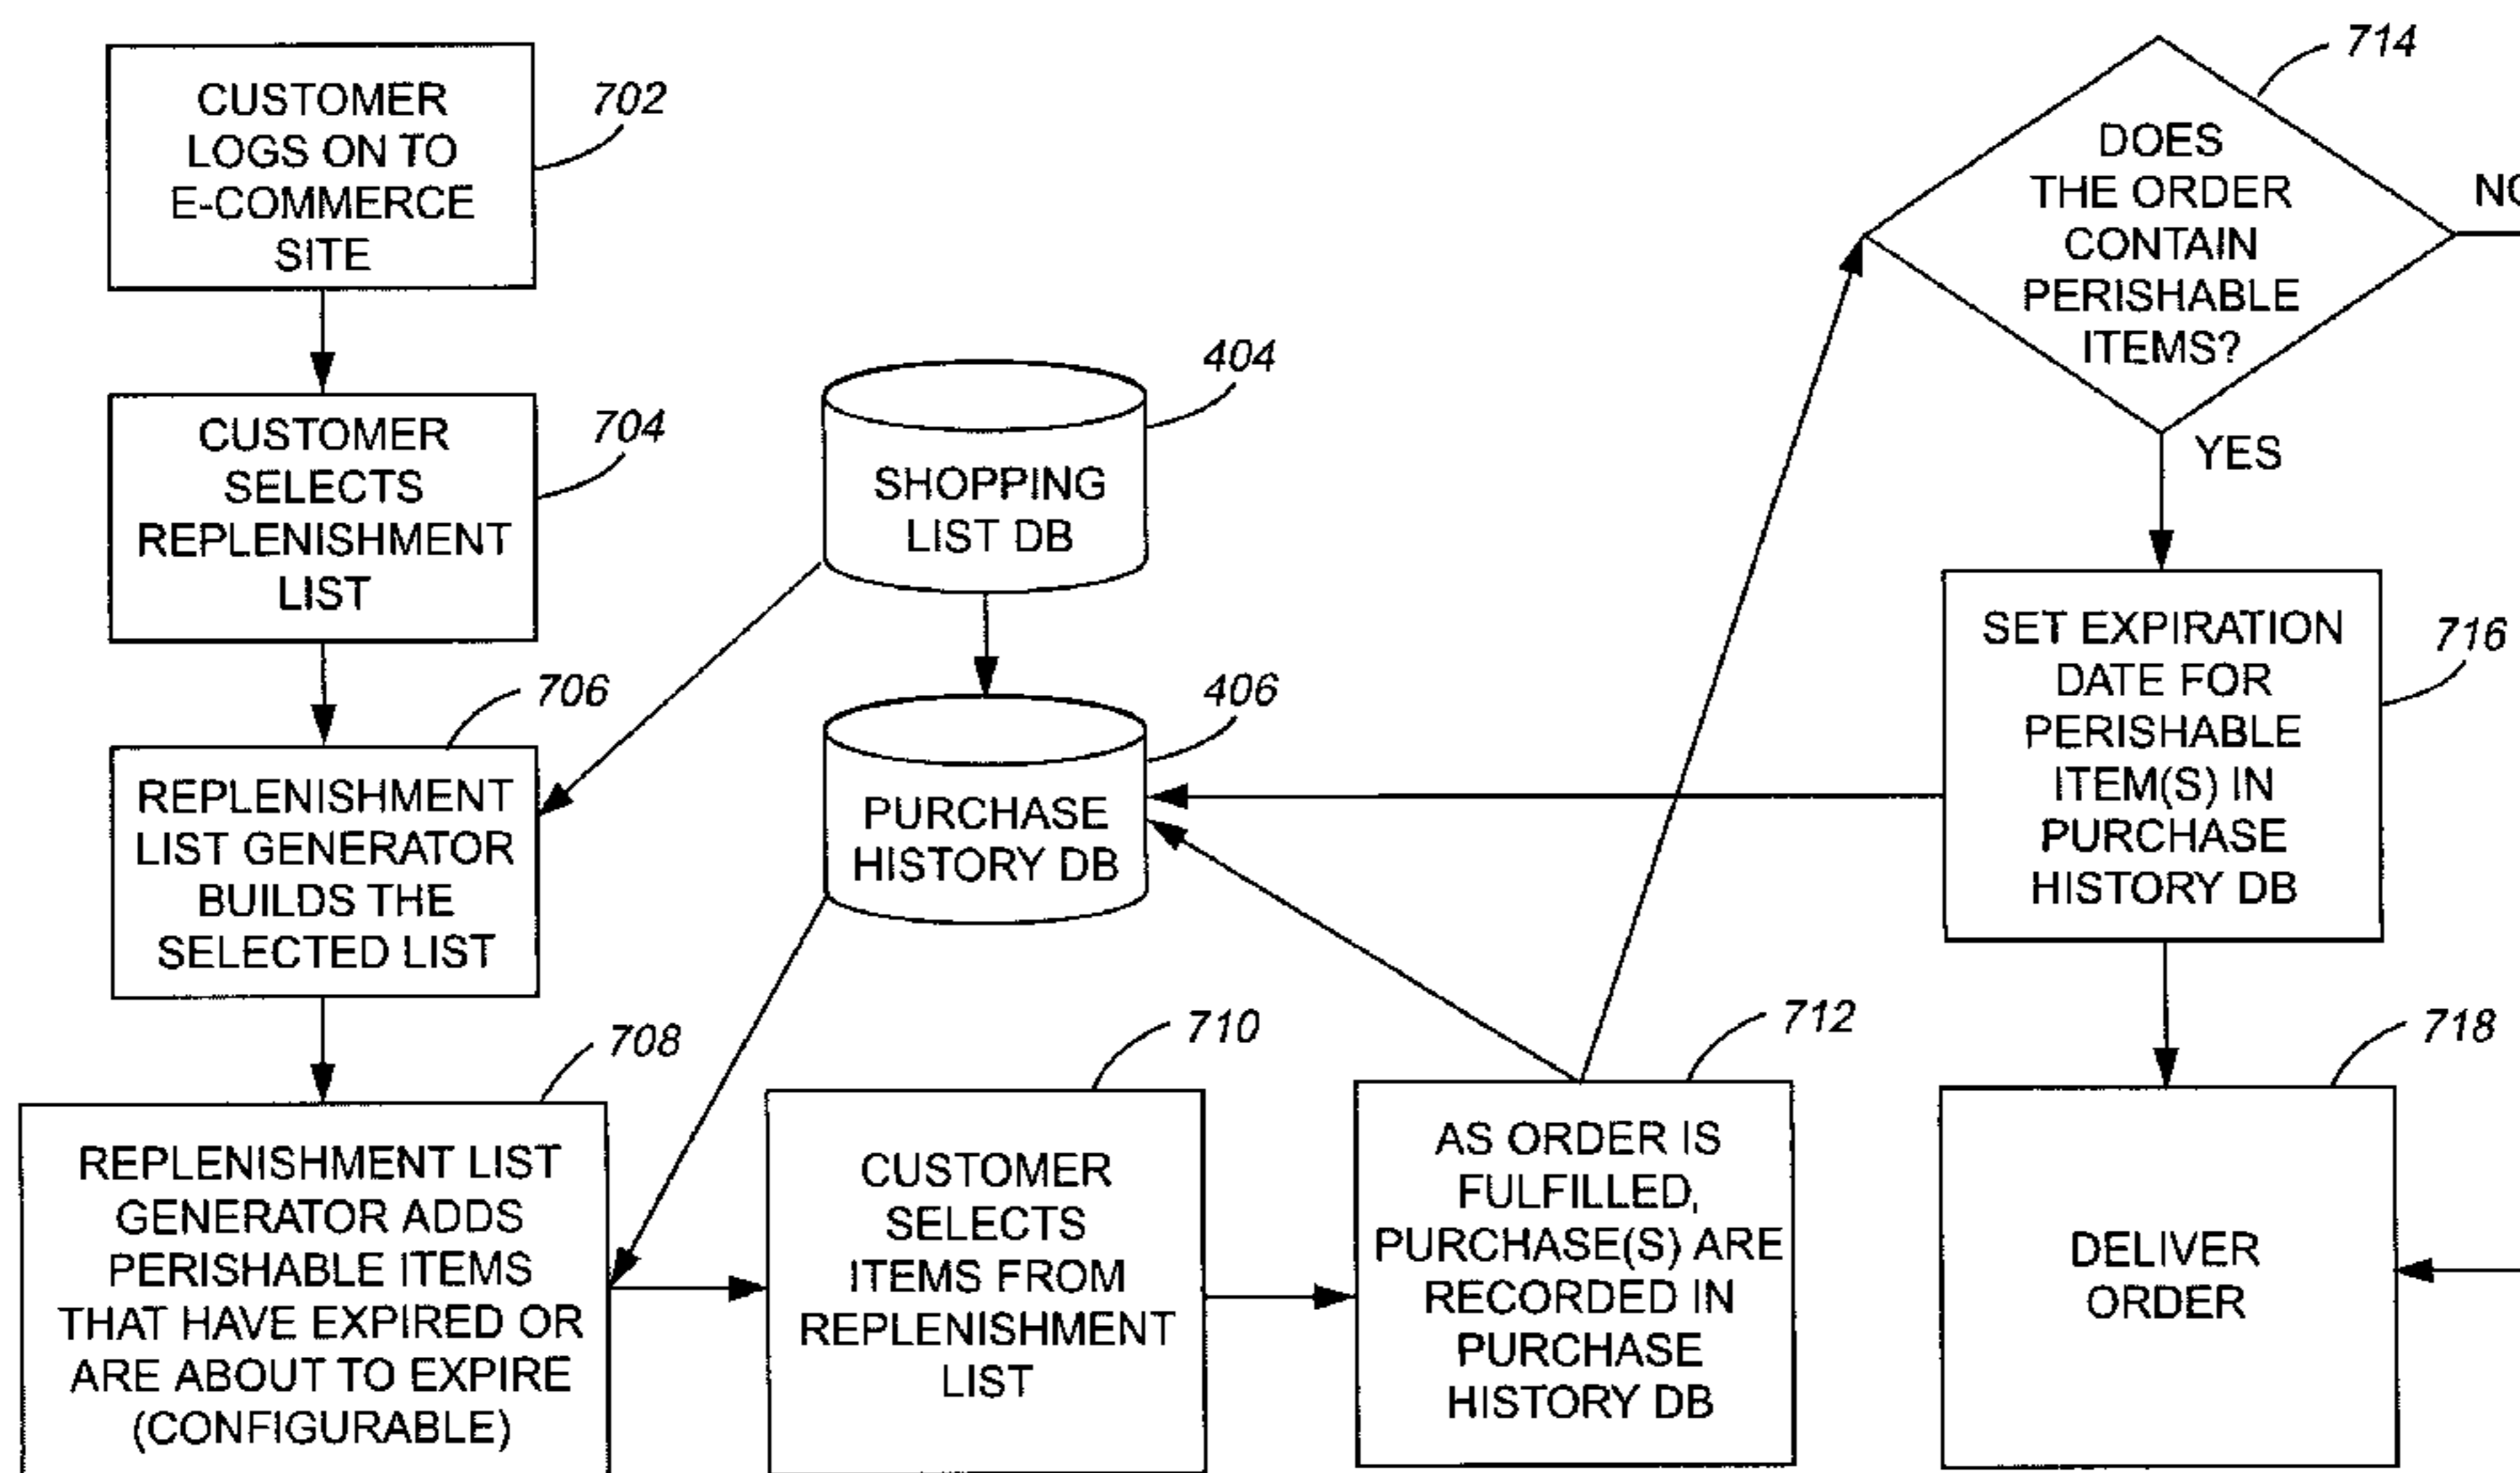 CUSTOMER
LOGS ON TO
E-COMMERCE
SITE
702
CUSTOMER
SELECTS
REPLENISHMENT
LIST
704
REPLENISHMENT
LIST GENERATOR
BUILDS THE
SELECTED LIST
706
REPLENISHMENT LIST
GENERATOR ADDS
PERISHABLE ITEMS
THAT HAVE EXPIRED OR
ARE ABOUT TO EXPIRE
(CONFIGURABLE)
708
SHOPPING
LIST DB
404
PURCHASE
HISTORY DB
406
CUSTOMER
SELECTS
ITEMS FROM
REPLENISHMENT
LIST
710
AS ORDER IS
FULFILLED,
PURCHASE(S) ARE
RECORDED IN
PURCHASE
HISTORY DB
712
DOES
THE ORDER
CONTAIN
PERISHABLE
ITEMS?
714
NO
YES
SET EXPIRATION
DATE FOR
PERISHABLE
ITEM(S) IN
PURCHASE
HISTORY DB
716
DELIVER
ORDER
718